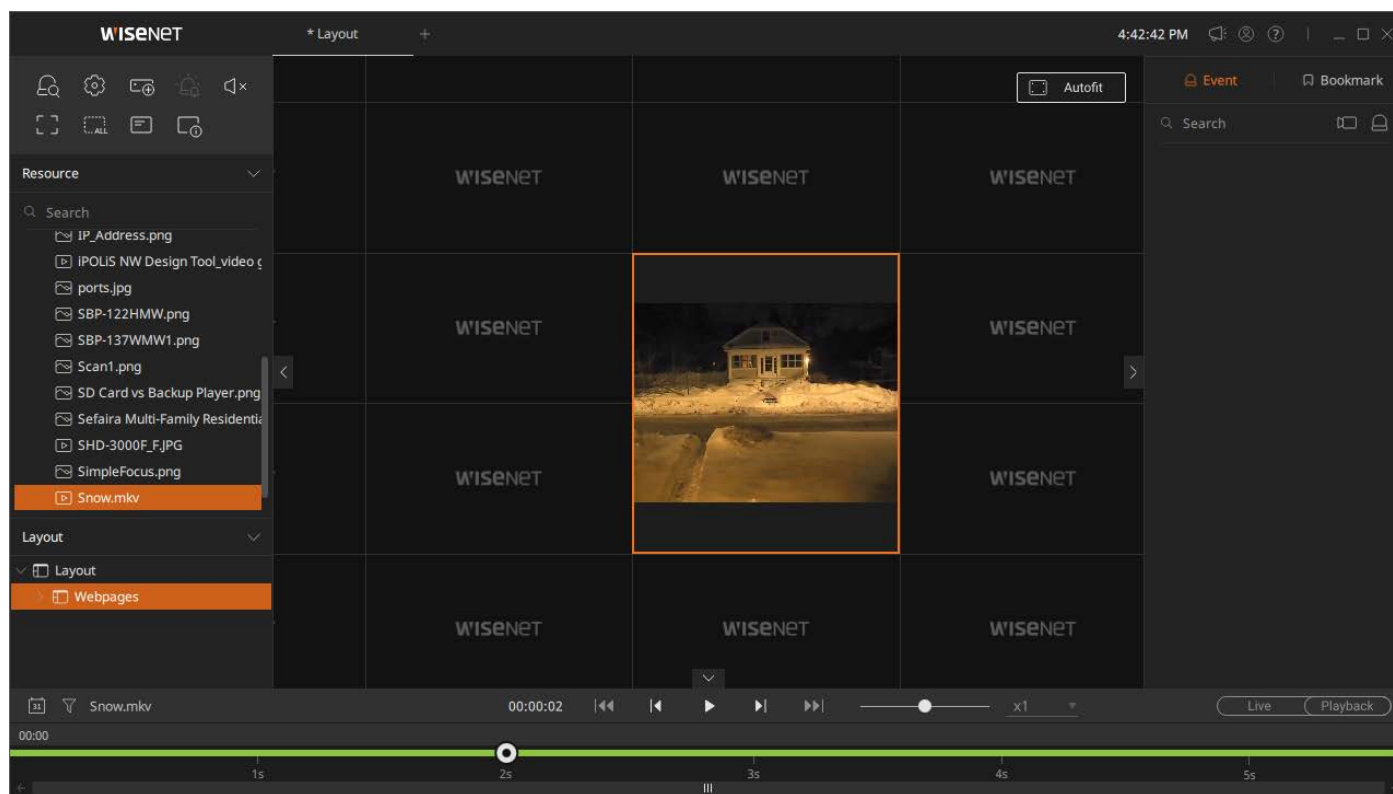 WISENET
* Layout
+
4:42:42 PM
?
ALL
Autofit
Event
Bookmark
Resource
Search
Search
IP_Address.png
iPOLiS NW Design Tool_video g
ports.jpg
SBP-122HMW.png
SBP-137WMW1.png
Scan1.png
SD Card vs Backup Player.png
Sefaira Multi-Family Residentia
SHD-3000F_F.JPG
SimpleFocus.png
Snow.mkv
WISENET
WISENET
WISENET
WISENET
WISENET
WISENET
WISENET
WISENET
WISENET
WISENET
Layout
Layout
Webpages
31
Snow.mkv
00:00:02
x1
Live
Playback
00:00
1s
2s
3s
4s
5s